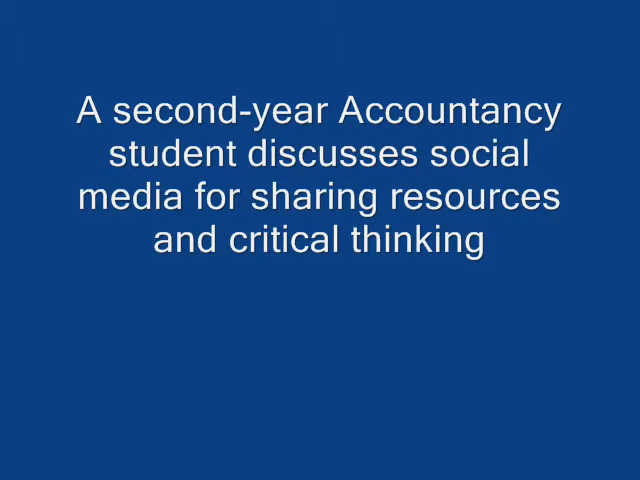 A second-year Accountancy
student discusses social
media for sharing resources
and critical thinking